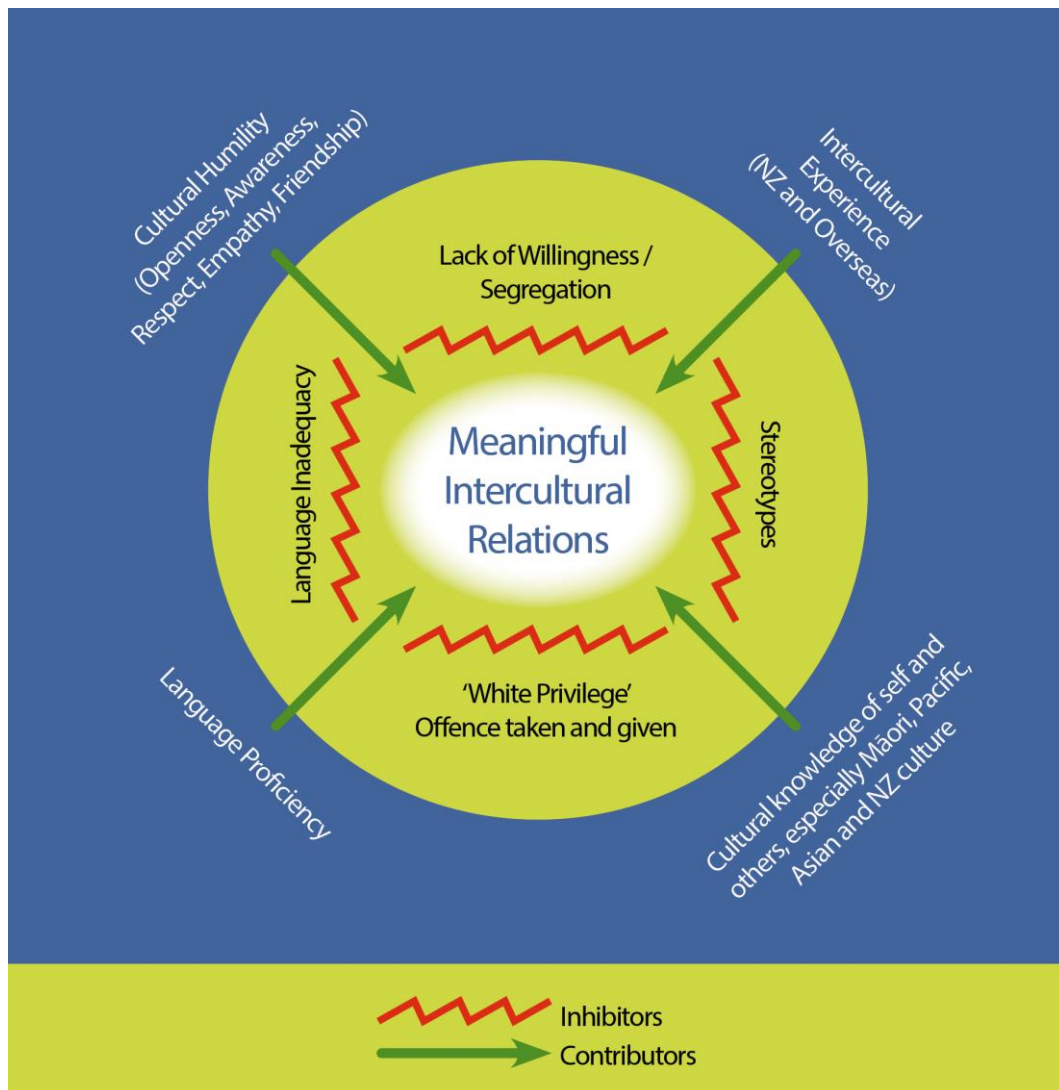 Cultural Humility
(Openness, Awareness,
Respect, Empathy, Friendship)
Intercultural
Experience
(NZ and Overseas)
Lack of Willingness /
Segregation
Language Inadequacy
Meaningful
Intercultural
Relations
Stereotypes
'White Privilege'
Offence taken and given
Language Proficiency
Cultural knowledge of self and
others, especially Māori, Pacific,
Asian and NZ culture
Inhibitors
Contributors